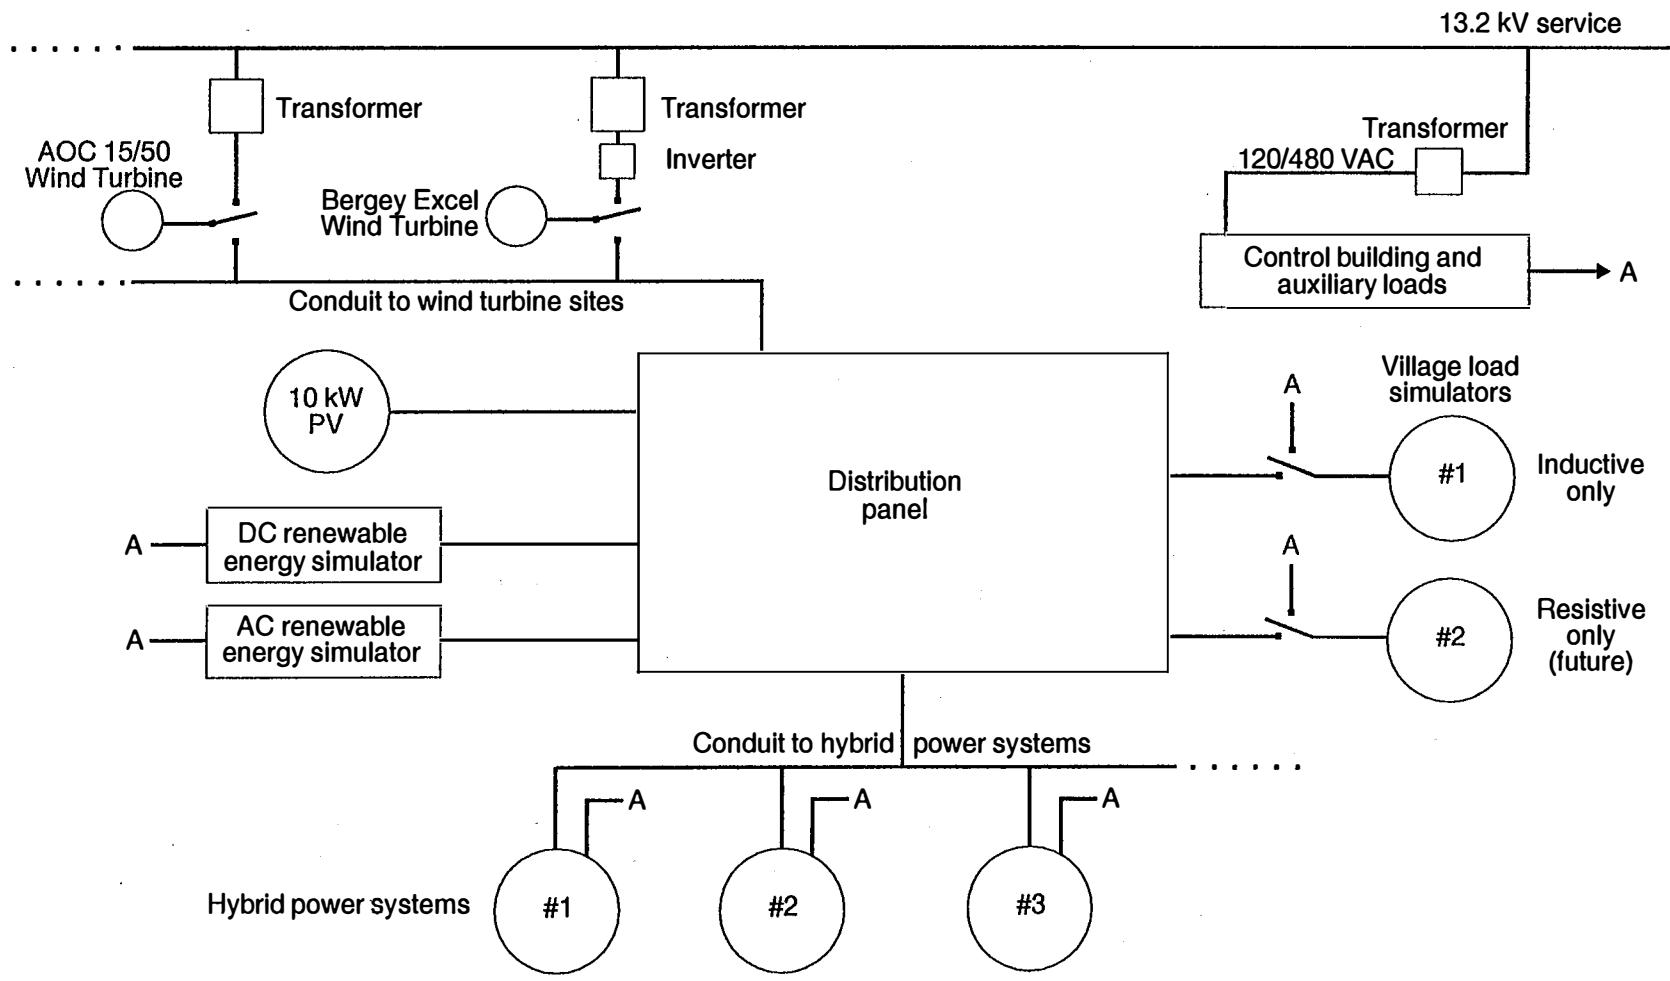 13.2 kV service
Transformer
Transformer
Transformer
AOC 15/50
Wind Turbine
Inverter
120/480 VAC
Bergey Excel
Wind Turbine
Control building and
auxiliary loads
A
Conduit to wind turbine sites
10 kW
PV
Village load
simulators
A
#1
Inductive
only
Distribution
panel
A
DC renewable
energy simulator
A
A
AC renewable
energy simulator
#2
Resistive
only
(future)
Conduit to hybrid power systems
A
A
A
Hybrid power systems
#1
#2
#3